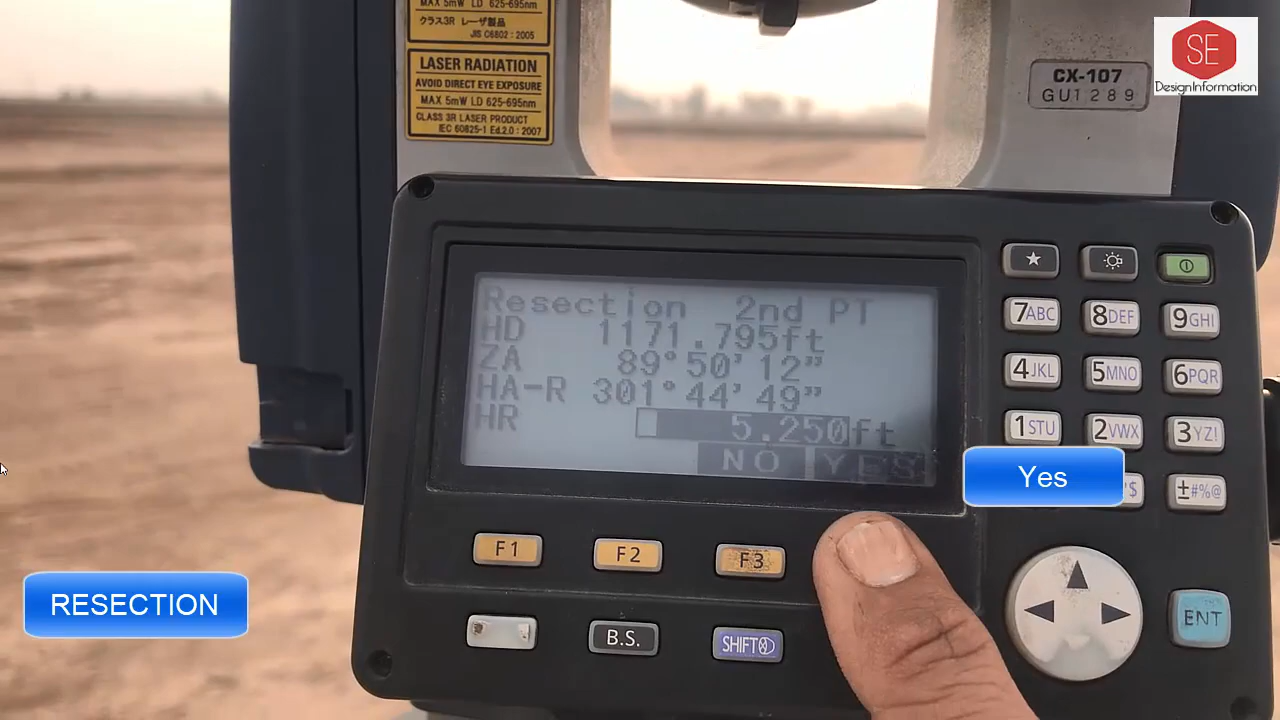 MAX 5mW LD 625-695nm
クラス3R レーザ製品
JIS C6802 : 2005
LASER RADIATION
AVOID DIRECT EYE EXPOSURE
MAX 5mW LD 625-695nm
CLASS 3R LASER PRODUCT
IEC 60825-1 Ed.2.0 : 2007
SE
DesignInformation
CX-107
GU1289
Resection 2nd PT
HD 1171.795ft
ZA 89°50'12"
HA-R 301°44'49"
HR 5.250ft
NO YES
7ABC 8DEF 9GHI
4JKL 5MNO 6PQR
1STU 2VWX 3YZ!
$ ±#%@
Yes
F1 F2 F3
B.S. SHIFT
ENT
RESECTION